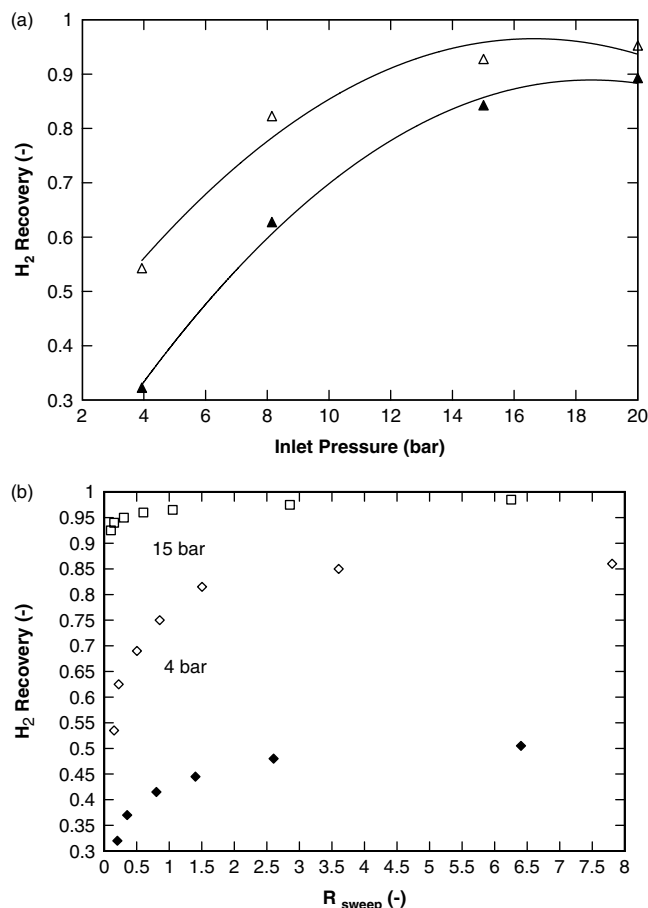 (a)
1
0.9
0.8
0.7
0.6
0.5
0.4
0.3
H2 Recovery (-)
2 4 6 8 10 12 14 16 18 20
Inlet Pressure (bar)
(b)
1
0.95
0.9
0.85
0.8
0.75
0.7
0.65
0.6
0.55
0.5
0.45
0.4
0.35
0.3
H2 Recovery (-)
15 bar
4 bar
0 0.5 1 1.5 2 2.5 3 3.5 4 4.5 5 5.5 6 6.5 7 7.5 8
R sweep (-)